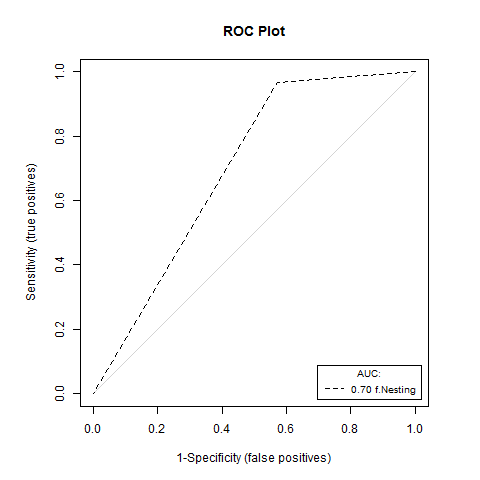 ROC Plot
Sensitivity (true positives)
1.0
0.8
0.6
0.4
0.2
0.0
AUC:
0.70 f.Nesting
0.0 0.2 0.4 0.6 0.8 1.0
1-Specificity (false positives)